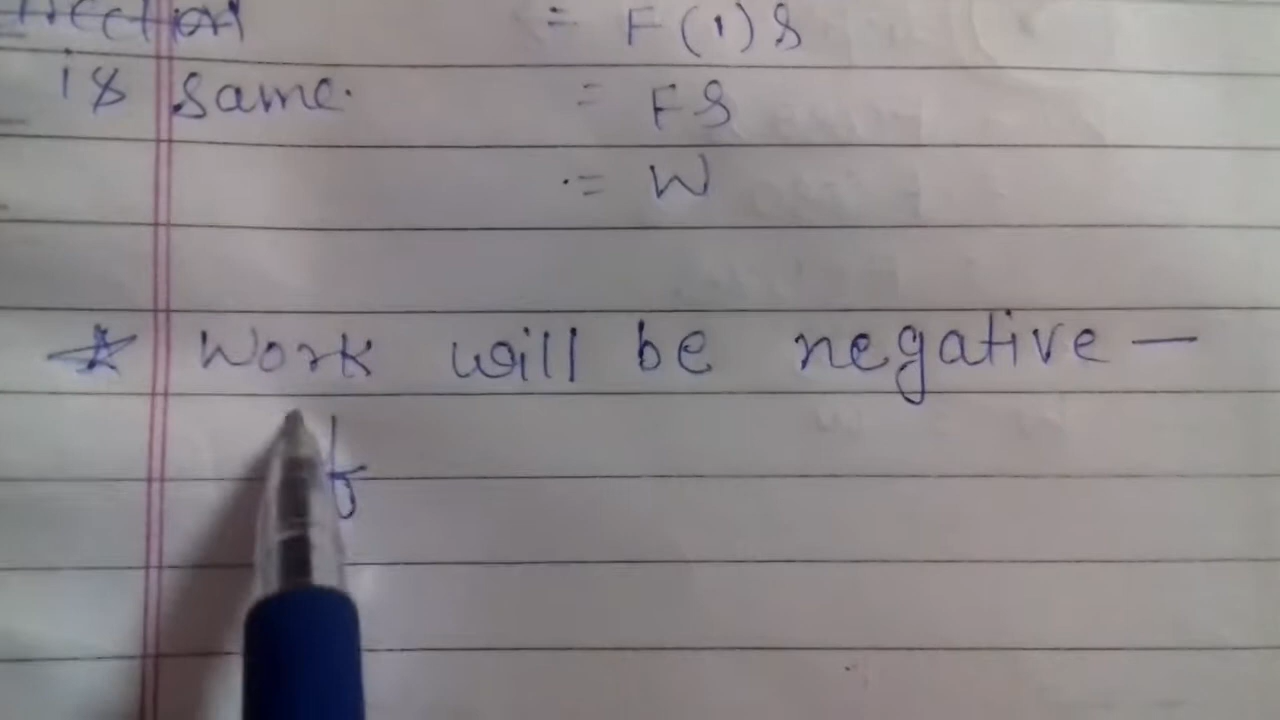 = F(1)S
is same. = FS
= W
☆ Work will be negative —
f